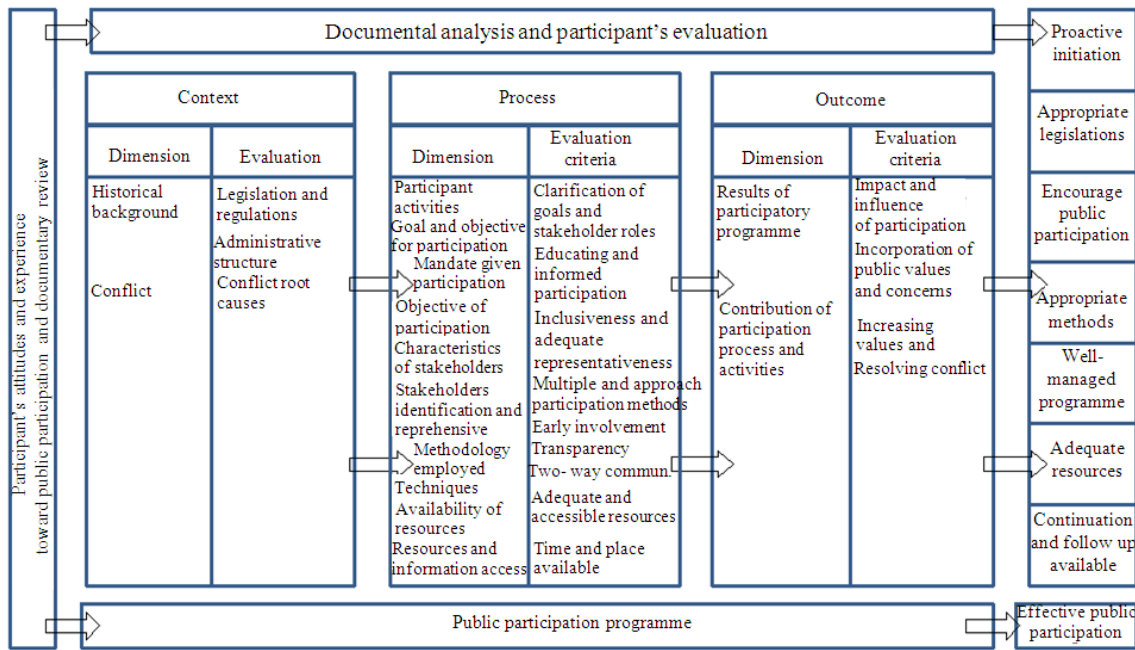 Participant's attitudes and experience
toward public participation and documentary review
Documental analysis and participant's evaluation
Context
Dimension
Evaluation
Historical
background
Conflict
Legislation and
regulations
Administrative
structure
Conflict root
causes
Process
Dimension
Evaluation
criteria
Participant
activities
Goal and objective
for participation
Mandate given
participation
Objective of
participation
Characteristics
of stakeholders
Stakeholders
identification and
reprehensive
Methodology
employed
Techniques
Availability of
resources
Resources and
information access
Clarification of
goals and
stakeholder roles
Educating and
informed
participation
Inclusiveness and
adequate
representativeness
Multiple and approach
participation methods
Early involvement
Transparency
Two- way commun.
Adequate and
accessible resources
Time and place
available
Outcome
Dimension
Evaluation
criteria
Results of
participatory
programme
Contribution of
participation
process and
activities
Impact and
influence
of participation
Incorporation of
public values
and concerns
Increasing
values and
Resolving conflict
Proactive
initiation
Appropriate
legislations
Encourage
public
participation
Appropriate
methods
Well-
managed
programme
Adequate
resources
Continuation
and follow up
available
Public participation programme
Effective public
participation